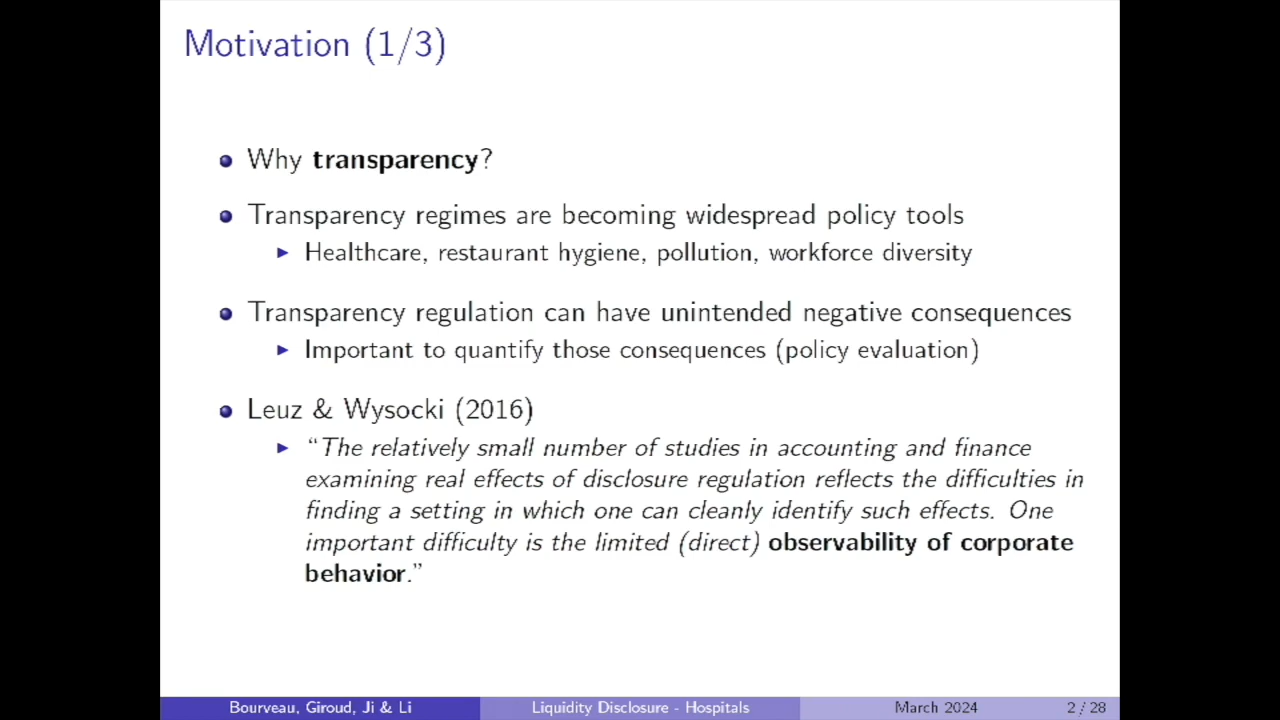 Motivation (1/3)
Why transparency?
Transparency regimes are becoming widespread policy tools
Healthcare, restaurant hygiene, pollution, workforce diversity
Transparency regulation can have unintended negative consequences
Important to quantify those consequences (policy evaluation)
Leuz & Wysocki (2016)
“The relatively small number of studies in accounting and finance
examining real effects of disclosure regulation reflects the difficulties in
finding a setting in which one can cleanly identify such effects. One
important difficulty is the limited (direct) observability of corporate
behavior.”
Bourveau, Giroud, Ji & Li
Liquidity Disclosure - Hospitals
March 2024
2 / 28